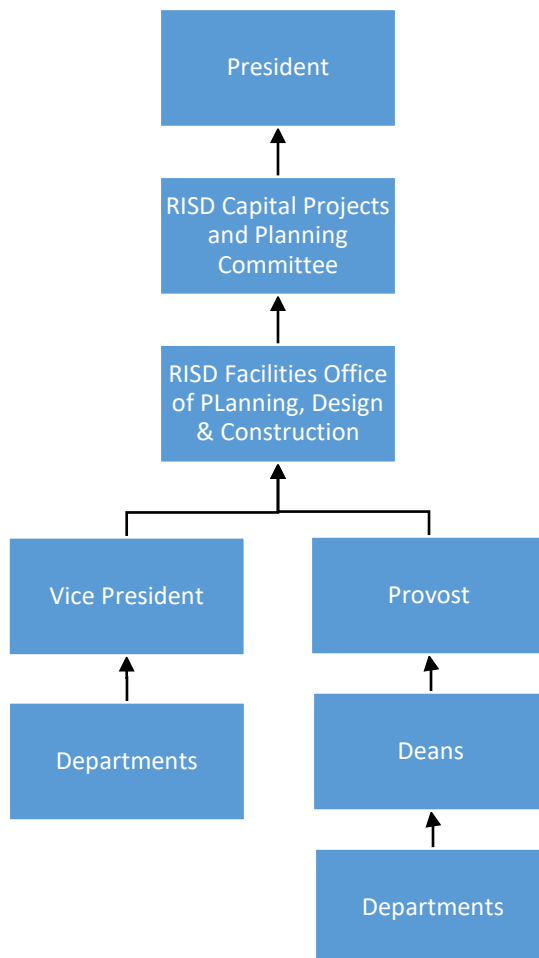 President
RISD Capital Projects
and Planning
Committee
RISD Facilities Office
of PLanning, Design
& Construction
Vice President
Provost
Departments
Deans
Departments